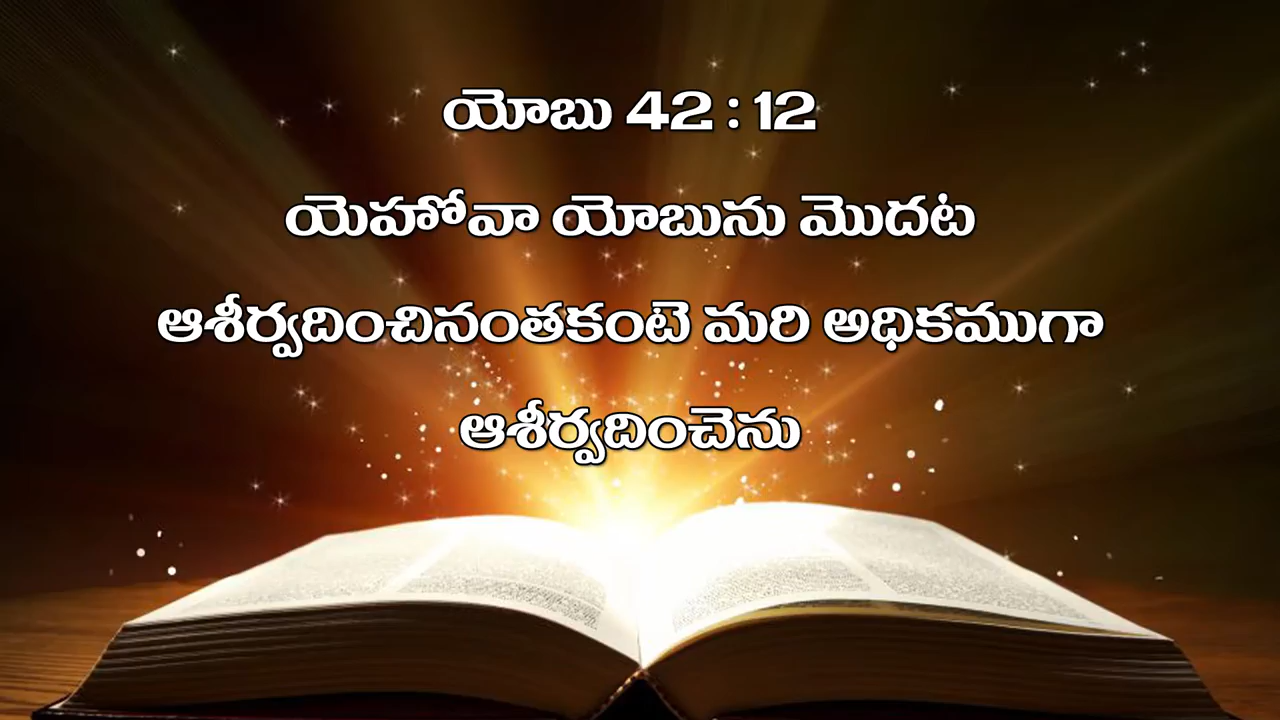 యోబు 42 : 12
యెహోవా యోబును మొదట
ఆశీర్వదించినంతకంటె మరి అధికముగా
ఆశీర్వదించెను